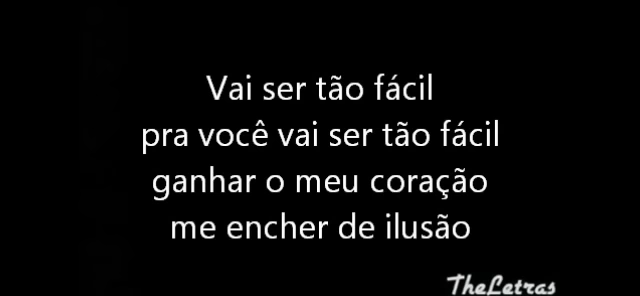 Vai ser tão fácil
pra você vai ser tão fácil
ganhar o meu coração
me encher de ilusão
TheLetras